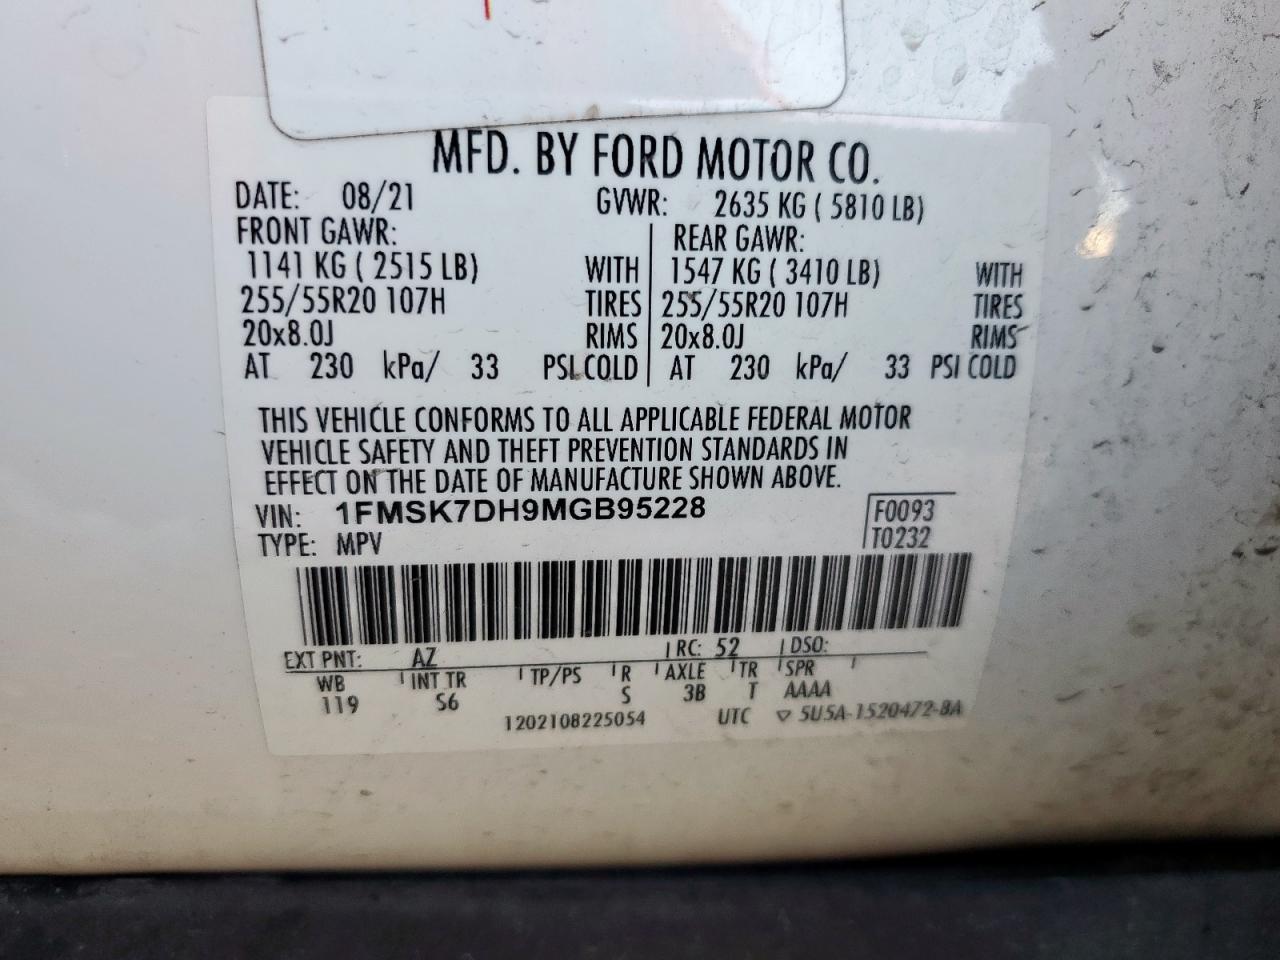 MFD. BY FORD MOTOR CO.
DATE: 08/21 GVWR: 2635 KG ( 5810 LB)
FRONT GAWR: REAR GAWR:
1141 KG ( 2515 LB) WITH 1547 KG ( 3410 LB) WITH
255/55R20 107H TIRES 255/55R20 107H TIRES
20x8.0J RIMS 20x8.0J RIMS
AT 230 kPa/ 33 PSI COLD AT 230 kPa/ 33 PSI COLD
THIS VEHICLE CONFORMS TO ALL APPLICABLE FEDERAL MOTOR
VEHICLE SAFETY AND THEFT PREVENTION STANDARDS IN
EFFECT ON THE DATE OF MANUFACTURE SHOWN ABOVE.
VIN: 1FMSK7DH9MGB95228 F0093
TYPE: MPV T0232
EXT PNT: AZ RC: 52 DSO:
WB INT TR TP/PS R AXLE TR SPR
119 S6 S 3B T AAAA
1202108225054 UTC ▽ 5U5A-1520472-BA